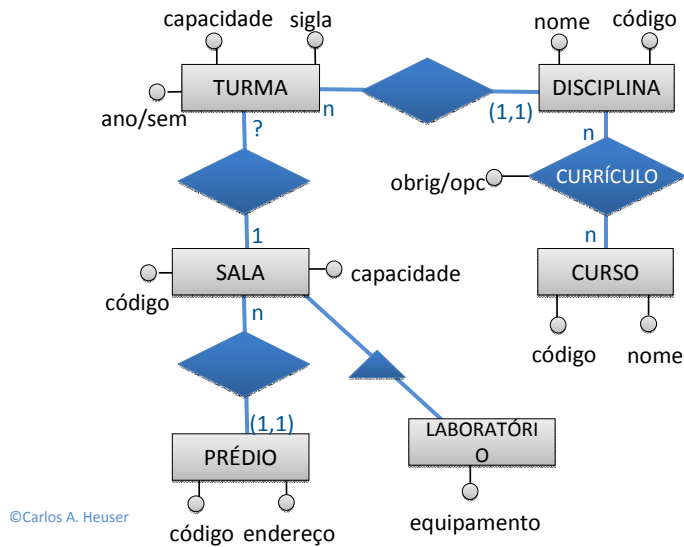 capacidade
sigla
nome
código
TURMA
DISCIPLINA
n
(1,1)
ano/sem
?
n
obrig/opc
CURRÍCULO
1
n
SALA
capacidade
CURSO
código
n
código
nome
(1,1)
LABORATÓRI
O
PRÉDIO
equipamento
©Carlos A. Heuser
código
endereço